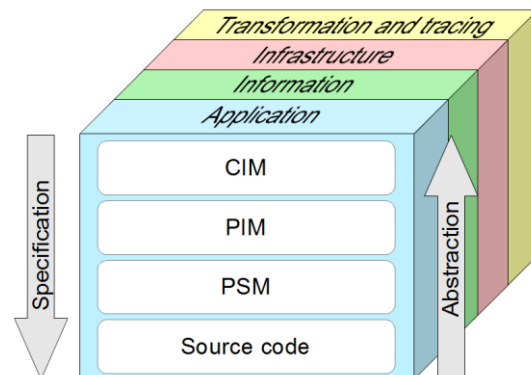 Transformation and tracing
Infrastructure
Information
Application
Specification
CIM
PIM
PSM
Source code
Abstraction